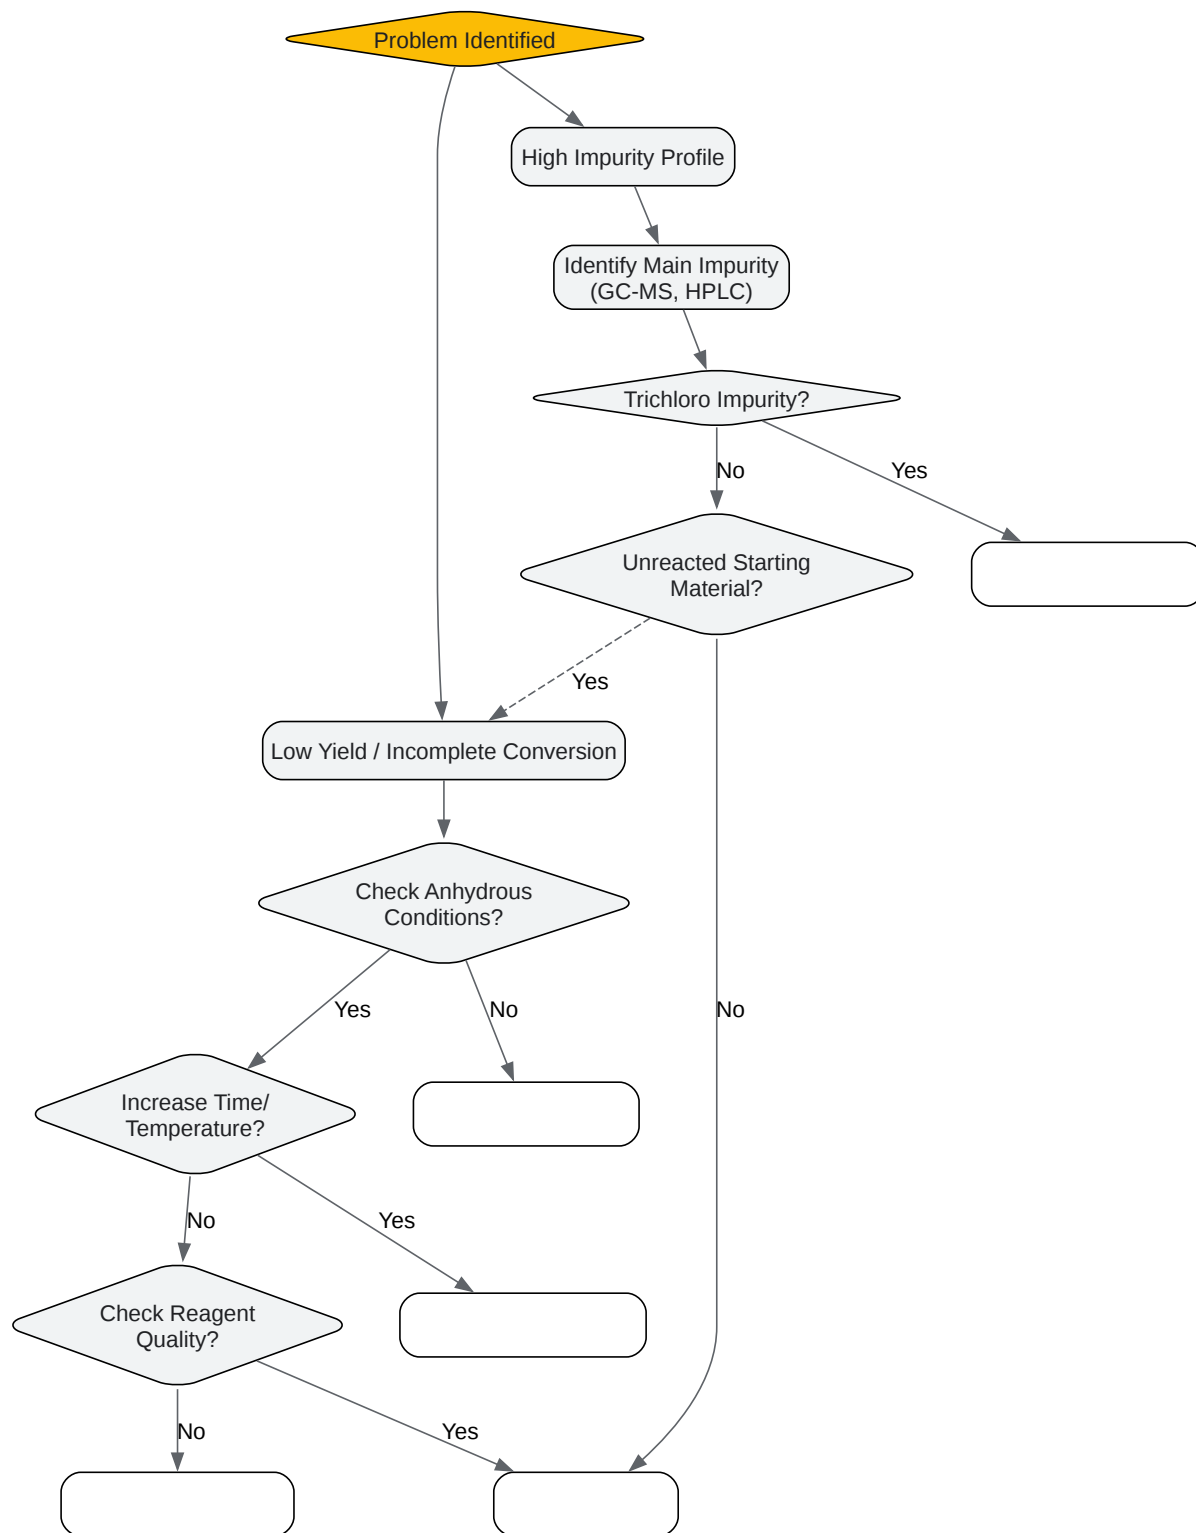 Problem Identified
High Impurity Profile
Identify Main Impurity
(GC-MS, HPLC)
Trichloro Impurity?
No
Yes
Unreacted Starting
Material?
Yes
Low Yield / Incomplete Conversion
Check Anhydrous
Conditions?
Yes
No
No
Increase Time/
Temperature?
No
Yes
Check Reagent
Quality?
No
Yes